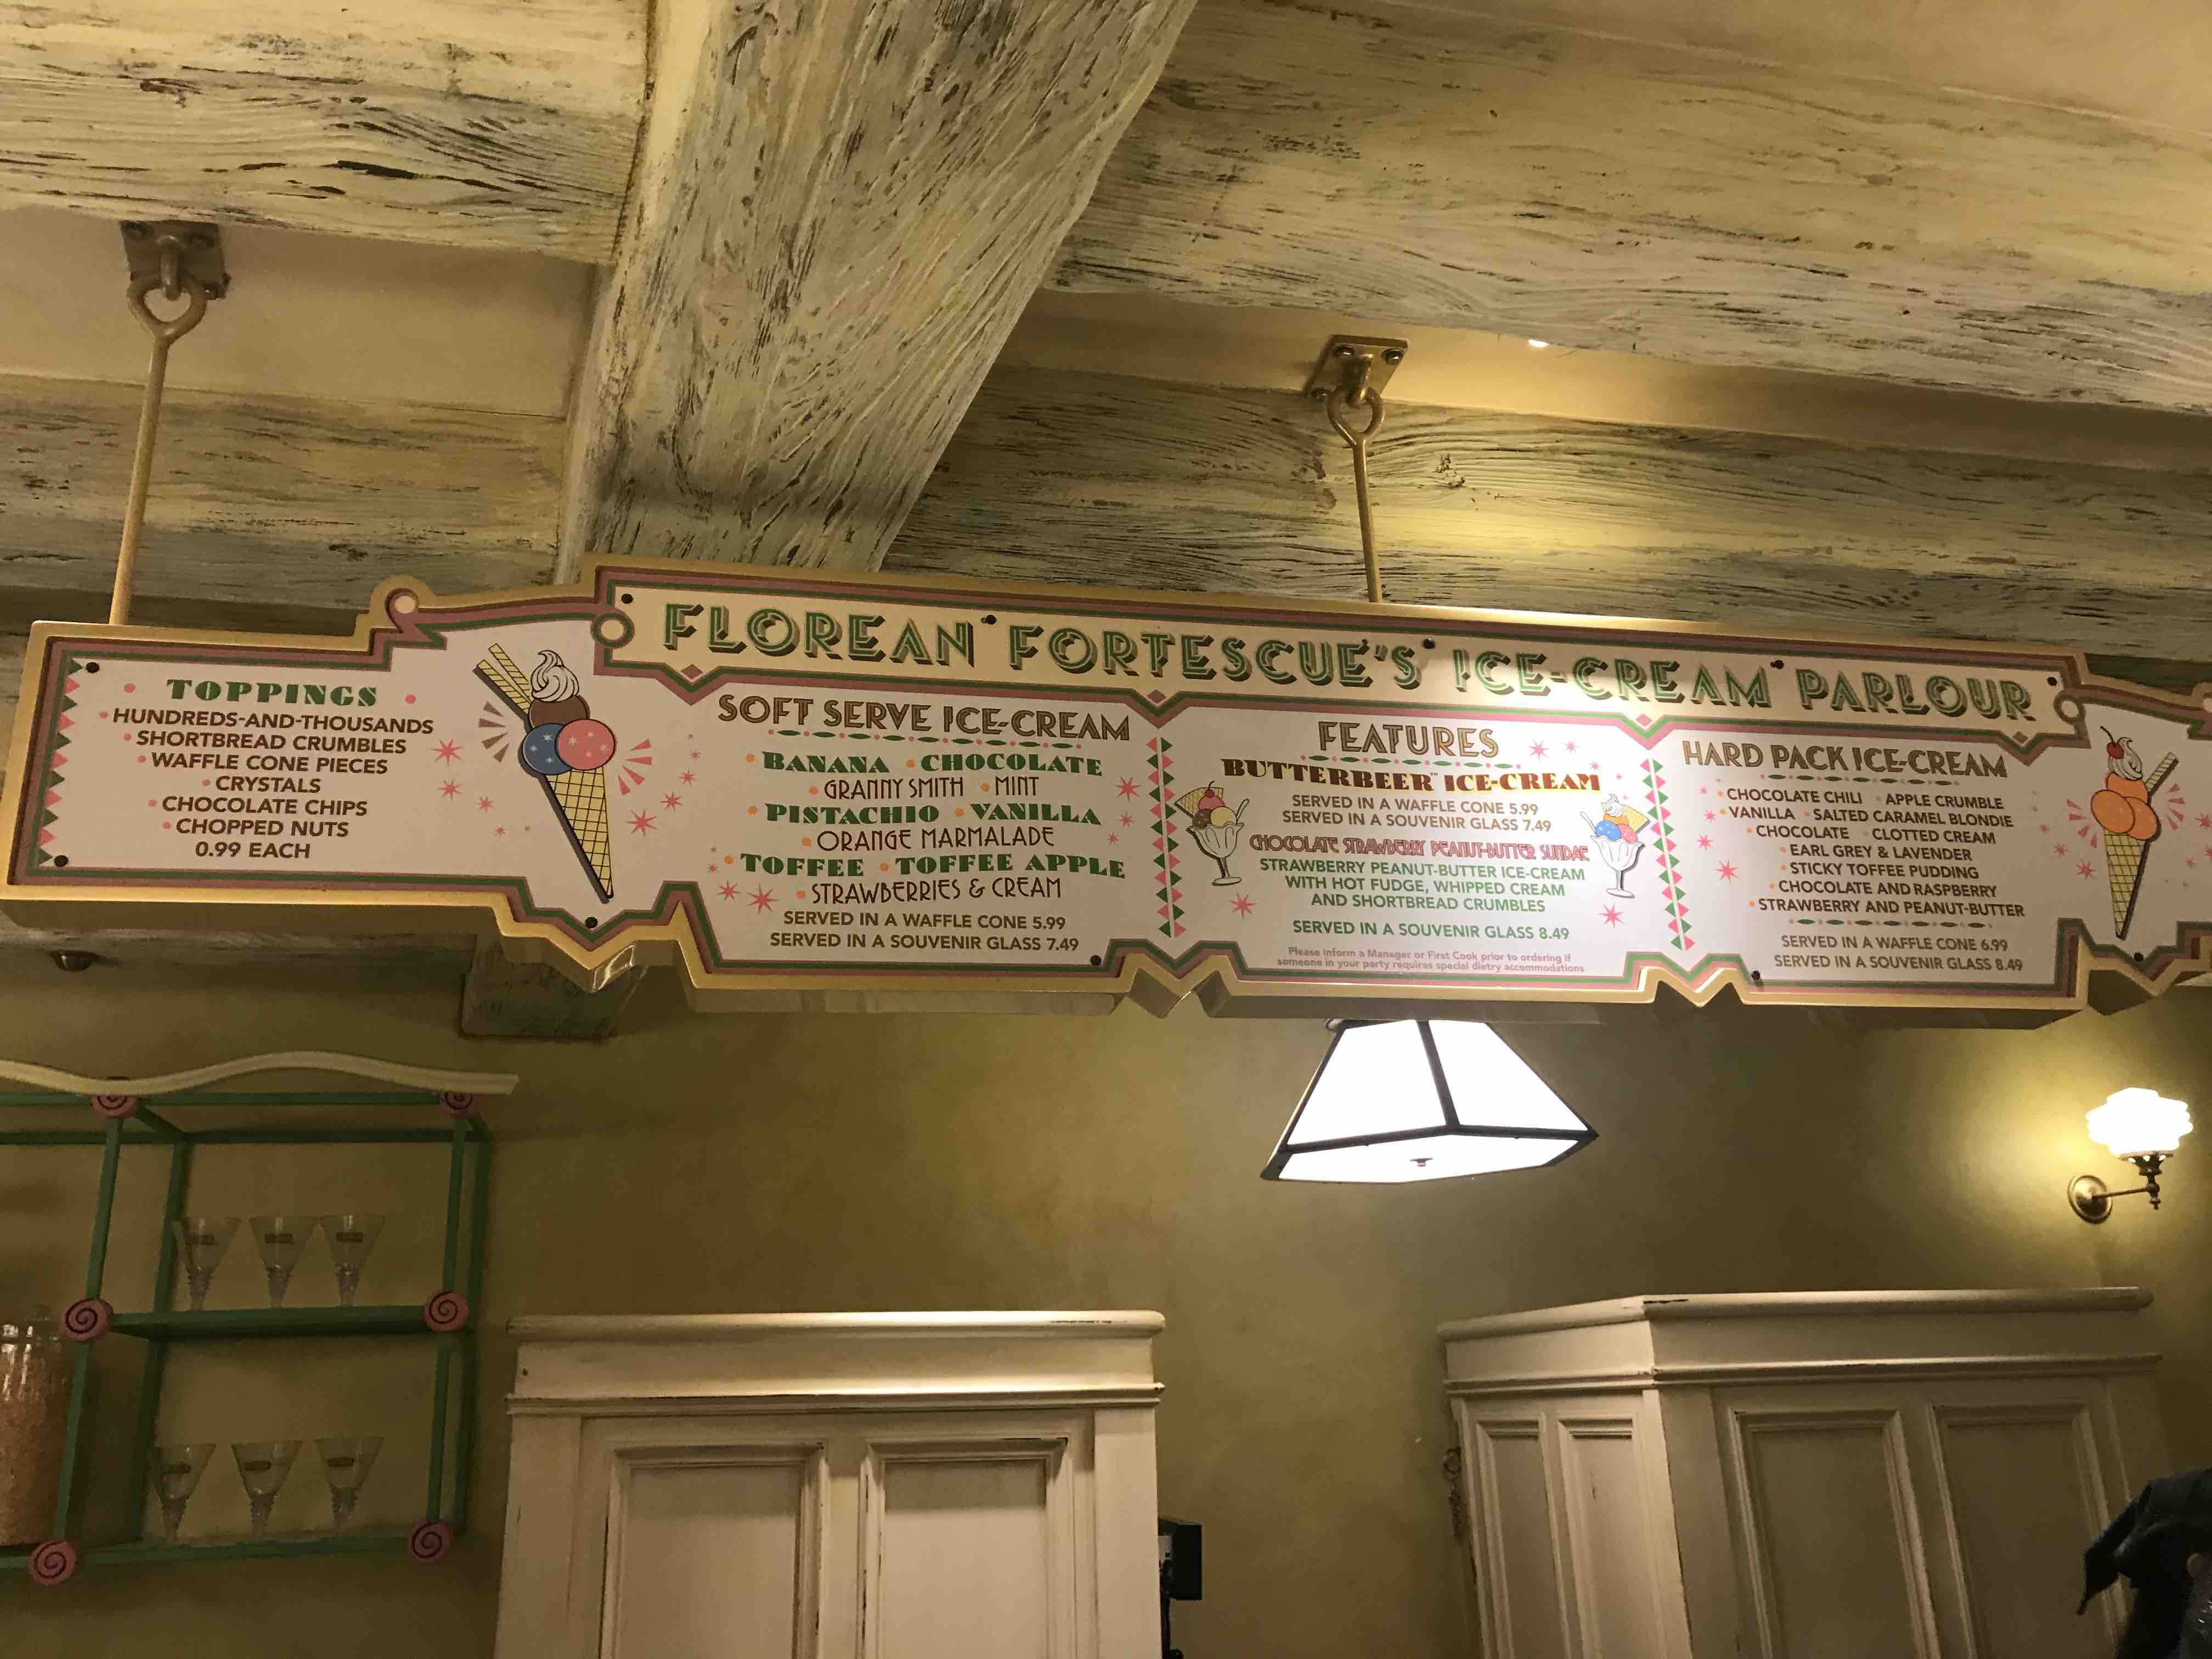 FLOREAN FORTESCUE'S ICE-CREAM PARLOUR
TOPPINGS
HUNDREDS-AND-THOUSANDS
SHORTBREAD CRUMBLES
WAFFLE CONE PIECES
CRYSTALS
CHOCOLATE CHIPS
CHOPPED NUTS
0.99 EACH
SOFT SERVE ICE-CREAM
BANANA • CHOCOLATE
GRANNY SMITH • MINT
PISTACHIO • VANILLA
ORANGE MARMALADE
TOFFEE • TOFFEE APPLE
STRAWBERRIES & CREAM
SERVED IN A WAFFLE CONE 5.99
SERVED IN A SOUVENIR GLASS 7.49
FEATURES
BUTTERBEER™ ICE-CREAM
SERVED IN A WAFFLE CONE 5.99
SERVED IN A SOUVENIR GLASS 7.49
CHOCOLATE STRAWBERRY PEANUT-BUTTER SUNDAE
STRAWBERRY PEANUT-BUTTER ICE-CREAM
WITH HOT FUDGE, WHIPPED CREAM
AND SHORTBREAD CRUMBLES
SERVED IN A SOUVENIR GLASS 8.49
Please inform a Manager or First Cook prior to ordering if
someone in your party requires special dietry accommodations
HARD PACK ICE-CREAM
CHOCOLATE CHILI • APPLE CRUMBLE
VANILLA • SALTED CARAMEL BLONDIE
CHOCOLATE • CLOTTED CREAM
EARL GREY & LAVENDER
STICKY TOFFEE PUDDING
CHOCOLATE AND RASPBERRY
STRAWBERRY AND PEANUT-BUTTER
SERVED IN A WAFFLE CONE 6.99
SERVED IN A SOUVENIR GLASS 8.49